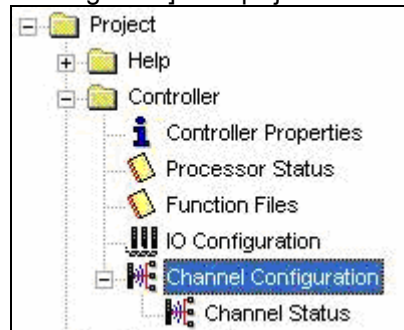 Project
Help
Controller
Controller Properties
Processor Status
Function Files
IO Configuration
Channel Configuration
Channel Status